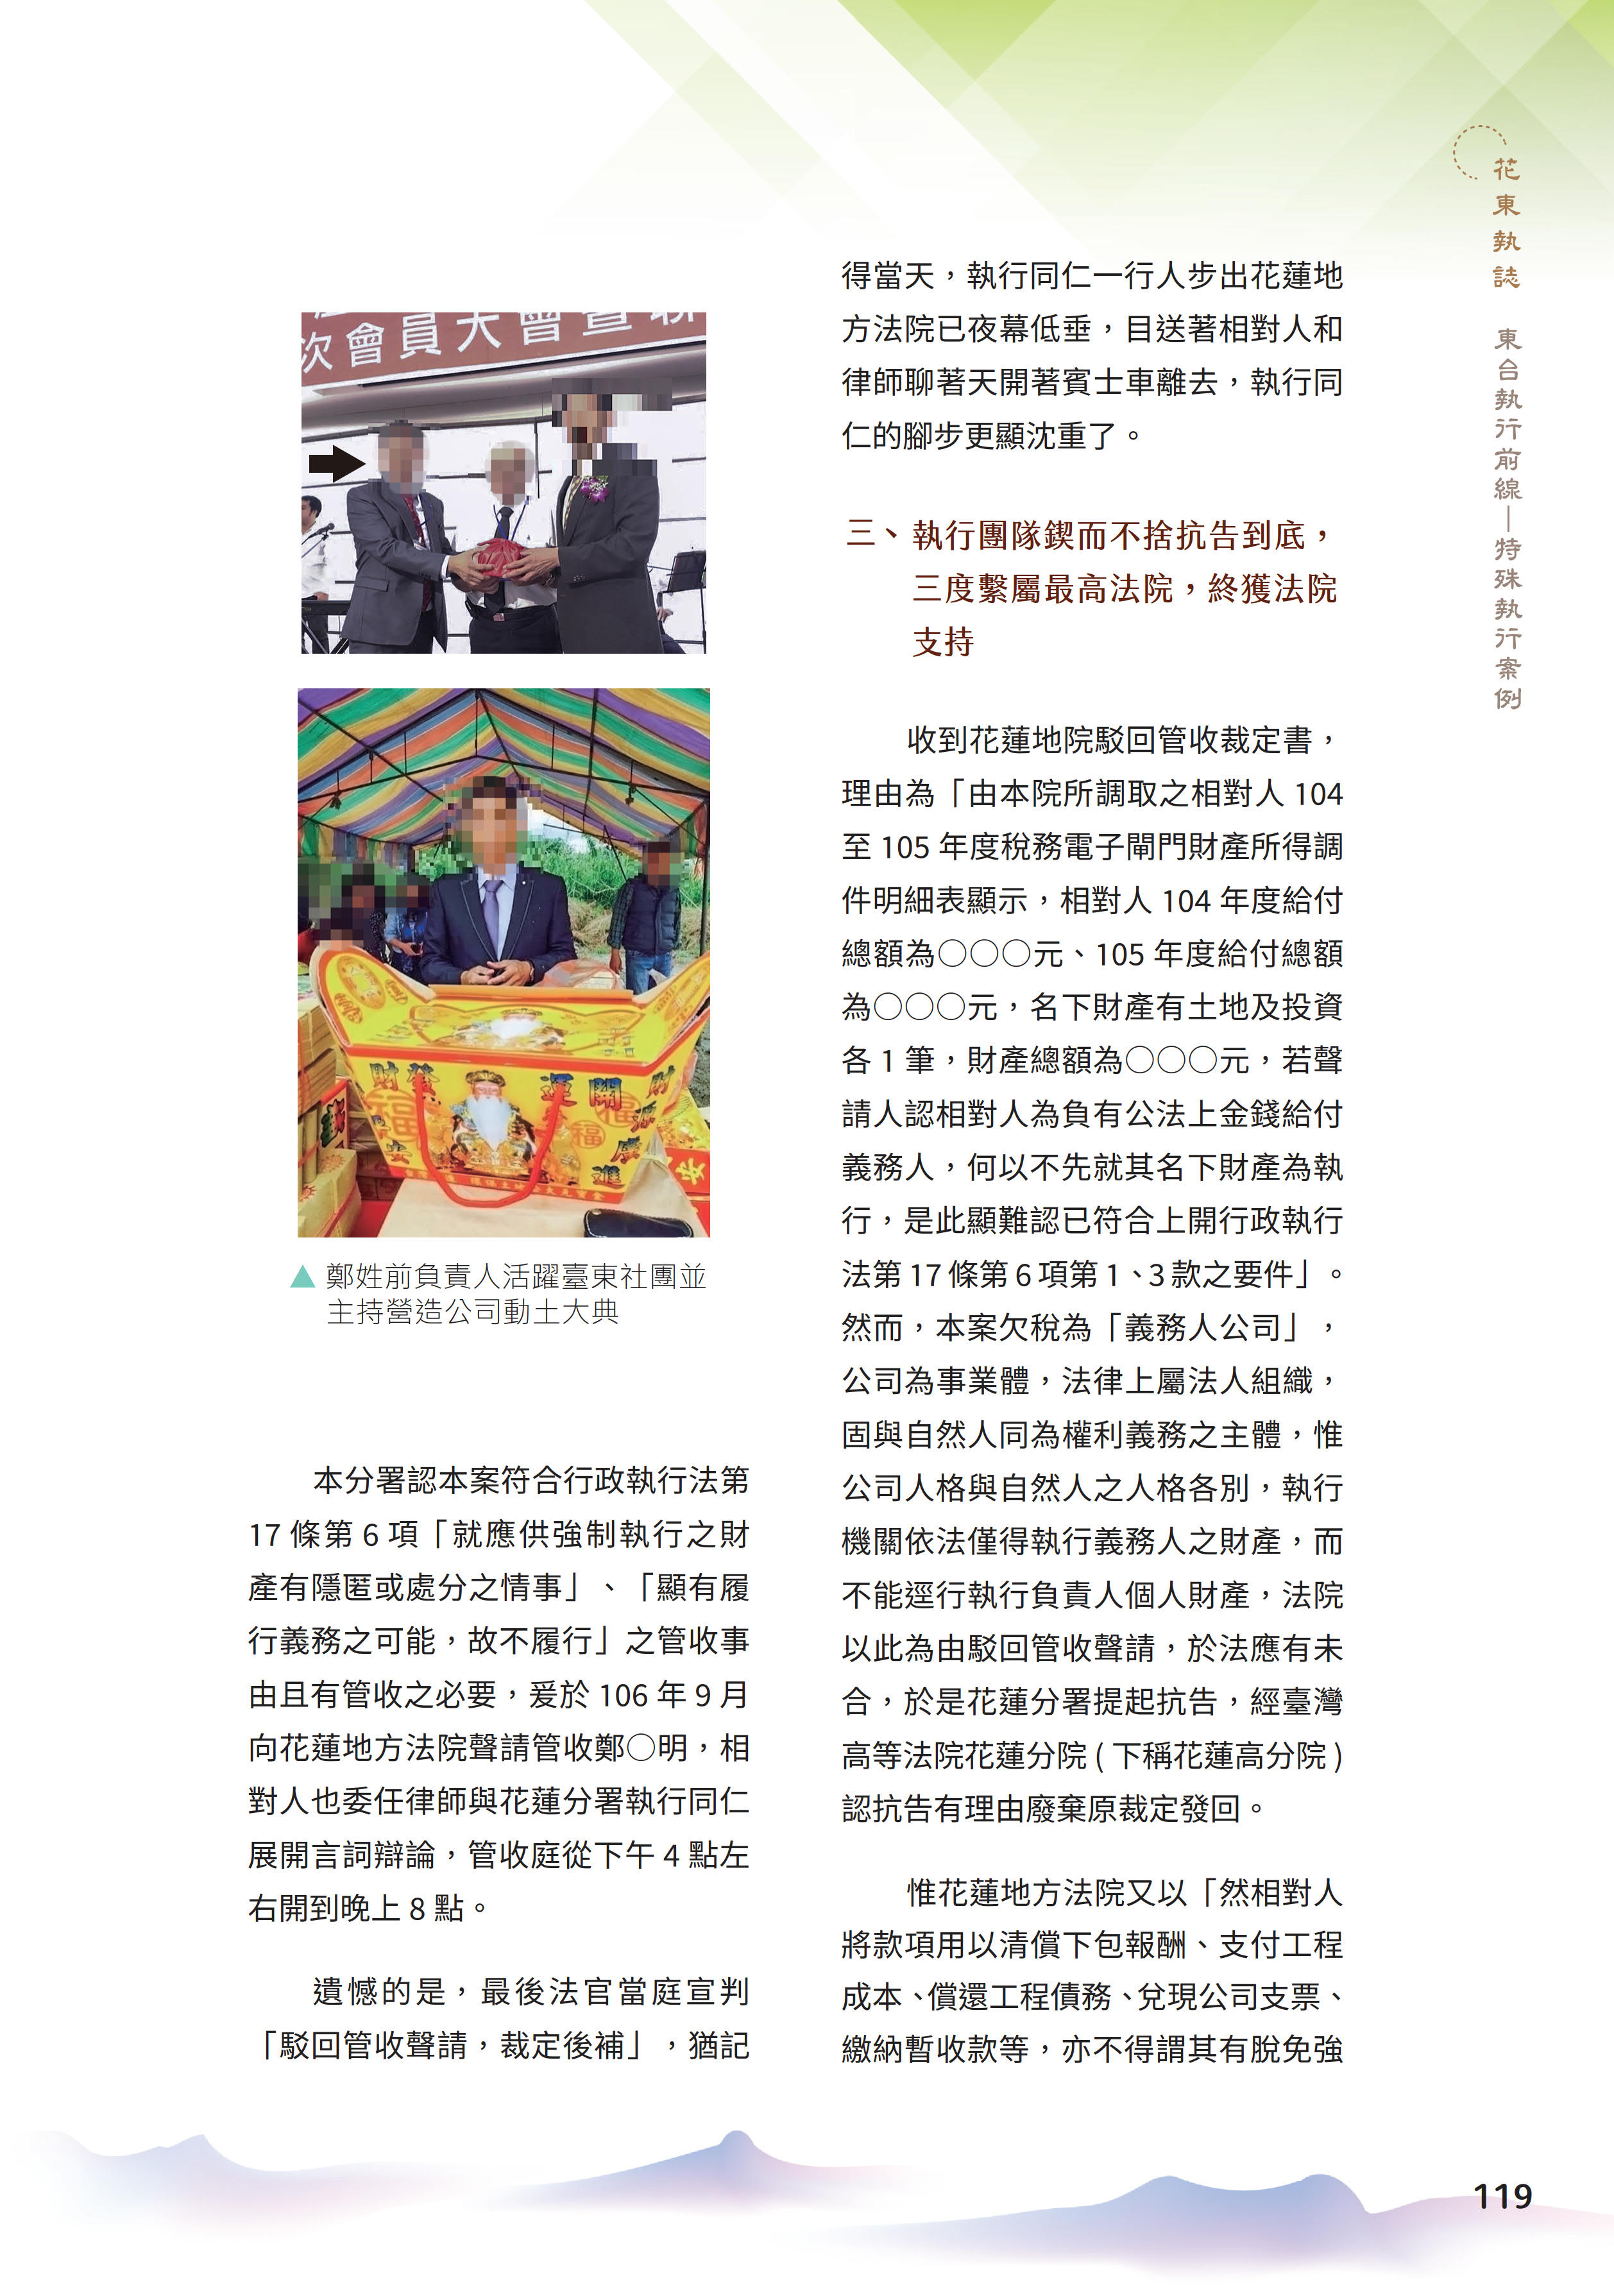 花東執誌
東台執行前線—特殊執行案例
次會員大會暨聯
財
發
福
運
開
財
源
廣
進
福
▲ 鄭姓前負責人活躍臺東社團並
主持營造公司動土大典
本分署認本案符合行政執行法第
17 條第 6 項「就應供強制執行之財
產有隱匿或處分之情事」、「顯有履
行義務之可能，故不履行」之管收事
由且有管收之必要，爰於 106 年 9 月
向花蓮地方法院聲請管收鄭○明，相
對人也委任律師與花蓮分署執行同仁
展開言詞辯論，管收庭從下午 4 點左
右開到晚上 8 點。
遺憾的是，最後法官當庭宣判
「駁回管收聲請，裁定後補」，猶記
得當天，執行同仁一行人步出花蓮地
方法院已夜幕低垂，目送著相對人和
律師聊著天開著賓士車離去，執行同
仁的腳步更顯沈重了。
三、執行團隊鍥而不捨抗告到底，
三度繫屬最高法院，終獲法院
支持
收到花蓮地院駁回管收裁定書，
理由為「由本院所調取之相對人 104
至 105 年度稅務電子閘門財產所得調
件明細表顯示，相對人 104 年度給付
總額為○○○元、105 年度給付總額
為○○○元，名下財產有土地及投資
各 1 筆，財產總額為○○○元，若聲
請人認相對人為負有公法上金錢給付
義務人，何以不先就其名下財產為執
行，是此顯難認已符合上開行政執行
法第 17 條第 6 項第 1、3 款之要件」。
然而，本案欠稅為「義務人公司」，
公司為事業體，法律上屬法人組織，
固與自然人同為權利義務之主體，惟
公司人格與自然人之人格各別，執行
機關依法僅得執行義務人之財產，而
不能逕行執行負責人個人財產，法院
以此為由駁回管收聲請，於法應有未
合，於是花蓮分署提起抗告，經臺灣
高等法院花蓮分院 ( 下稱花蓮高分院 )
認抗告有理由廢棄原裁定發回。
惟花蓮地方法院又以「然相對人
將款項用以清償下包報酬、支付工程
成本、償還工程債務、兌現公司支票、
繳納暫收款等，亦不得謂其有脫免強
119